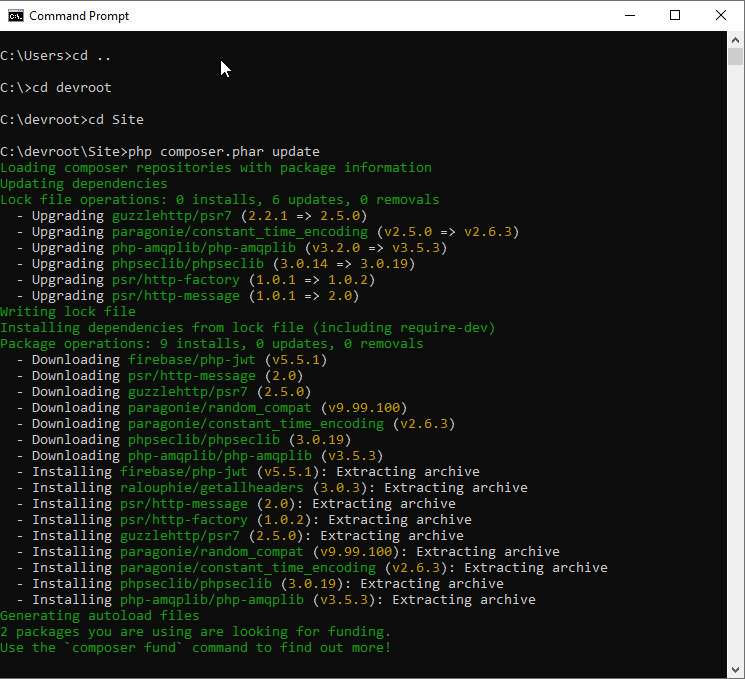 Command Prompt
C:\Users>cd ..
C:\>cd devroot
C:\devroot>cd Site
C:\devroot\Site>php composer.phar update
Loading composer repositories with package information
Updating dependencies
Lock file operations: 0 installs, 6 updates, 0 removals
  - Upgrading guzzlehttp/psr7 (2.2.1 => 2.5.0)
  - Upgrading paragonie/constant_time_encoding (v2.5.0 => v2.6.3)
  - Upgrading php-amqplib/php-amqplib (v3.2.0 => v3.5.3)
  - Upgrading phpseclib/phpseclib (3.0.14 => 3.0.19)
  - Upgrading psr/http-factory (1.0.1 => 1.0.2)
  - Upgrading psr/http-message (1.0.1 => 2.0)
Writing lock file
Installing dependencies from lock file (including require-dev)
Package operations: 9 installs, 0 updates, 0 removals
  - Downloading firebase/php-jwt (v5.5.1)
  - Downloading psr/http-message (2.0)
  - Downloading guzzlehttp/psr7 (2.5.0)
  - Downloading paragonie/random_compat (v9.99.100)
  - Downloading paragonie/constant_time_encoding (v2.6.3)
  - Downloading phpseclib/phpseclib (3.0.19)
  - Downloading php-amqplib/php-amqplib (v3.5.3)
  - Installing firebase/php-jwt (v5.5.1): Extracting archive
  - Installing ralouphie/getallheaders (3.0.3): Extracting archive
  - Installing psr/http-message (2.0): Extracting archive
  - Installing psr/http-factory (1.0.2): Extracting archive
  - Installing guzzlehttp/psr7 (2.5.0): Extracting archive
  - Installing paragonie/random_compat (v9.99.100): Extracting archive
  - Installing paragonie/constant_time_encoding (v2.6.3): Extracting archive
  - Installing phpseclib/phpseclib (3.0.19): Extracting archive
  - Installing php-amqplib/php-amqplib (v3.5.3): Extracting archive
Generating autoload files
2 packages you are using are looking for funding.
Use the `composer fund` command to find out more!